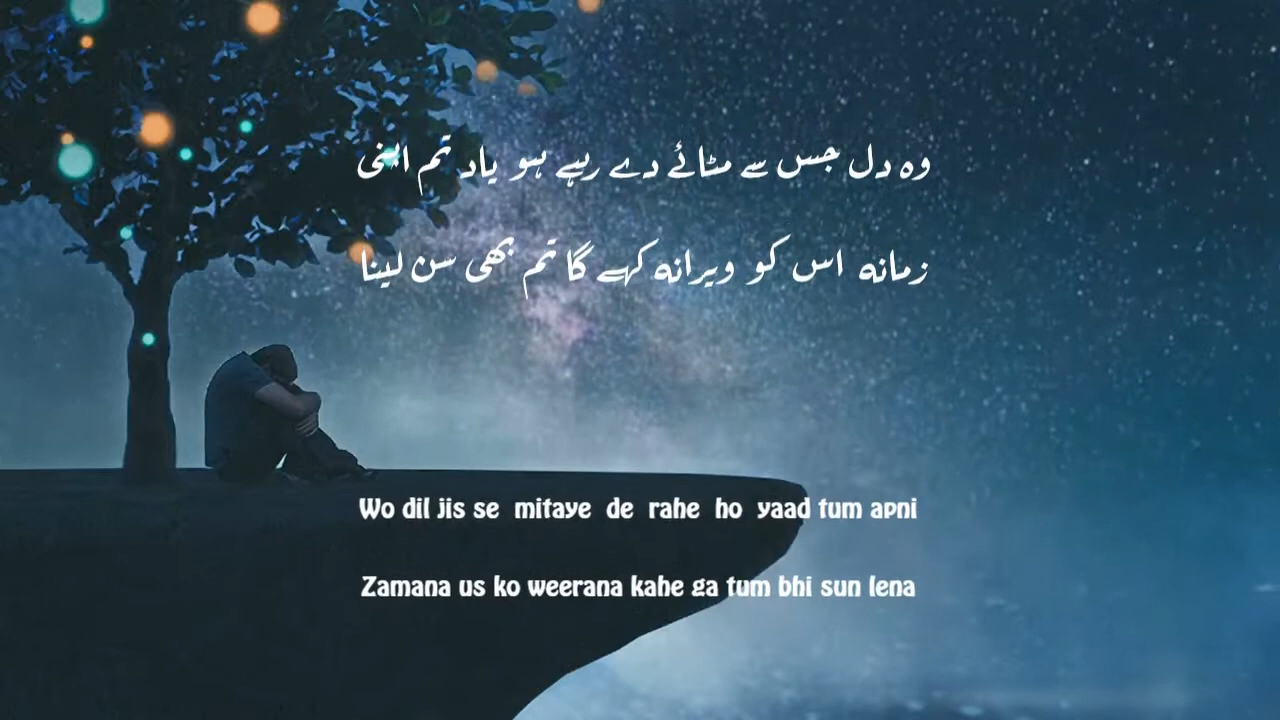 وہ دل جس سے مٹائے دے رہے ہو یاد تم اپنی
زمانہ اس کو ویرانہ کہے گا تم بھی سن لینا
Wo dil jis se mitaye de rahe ho yaad tum apni
Zamana us ko weerana kahe ga tum bhi sun lena